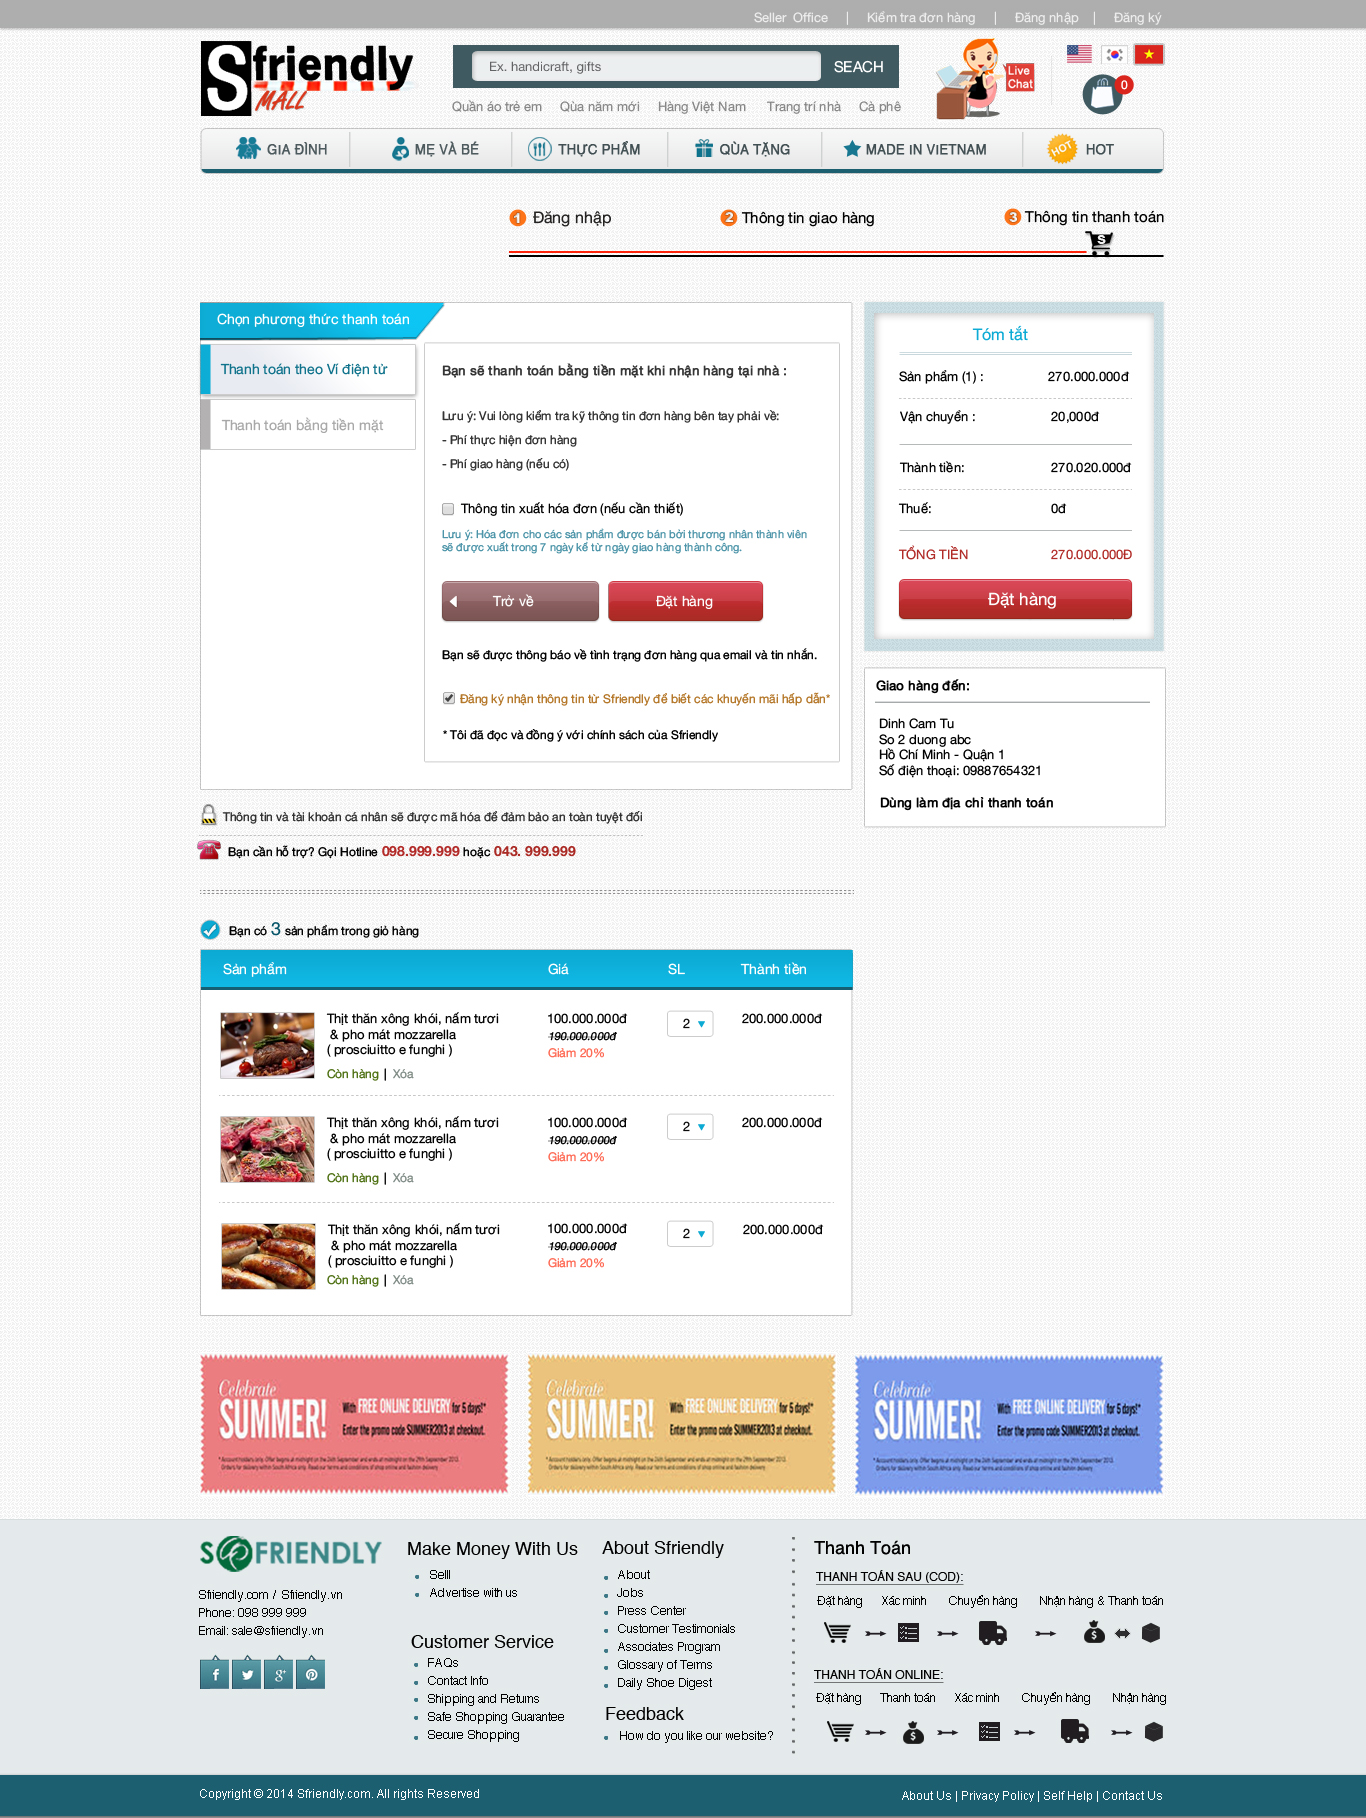 Seller Office | Kiểm tra đơn hàng | Đăng nhập | Đăng ký
Sfriendly
MALL
Ex. handicraft, gifts
SEACH
Live
Chat
0
Quần áo trẻ em Qùa năm mới Hàng Việt Nam Trang trí nhà Cà phê
GIA ĐÌNH MẸ VÀ BÉ THỰC PHẨM QÙA TẶNG MADE IN VIETNAM HOT HOT
1 Đăng nhập 2 Thông tin giao hàng 3 Thông tin thanh toán
Chọn phương thức thanh toán
Thanh toán theo Ví điện tử
Thanh toán bằng tiền mặt
Bạn sẽ thanh toán bằng tiền mặt khi nhận hàng tại nhà :
Lưu ý: Vui lòng kiểm tra kỹ thông tin đơn hàng bên tay phải về:
- Phí thực hiện đơn hàng
- Phí giao hàng (nếu có)
Thông tin xuất hóa đơn (nếu cần thiết)
Lưu ý: Hóa đơn cho các sản phẩm được bán bởi thương nhân thành viên
sẽ được xuất trong 7 ngày kể từ ngày giao hàng thành công.
Trở về Đặt hàng
Bạn sẽ được thông báo về tình trạng đơn hàng qua email và tin nhắn.
Đăng ký nhận thông tin từ Sfriendly để biết các khuyến mãi hấp dẫn*
* Tôi đã đọc và đồng ý với chính sách của Sfriendly
Tóm tắt
Sản phẩm (1) : 270.000.000đ
Vận chuyển : 20,000đ
Thành tiền: 270.020.000đ
Thuế: 0đ
TỔNG TIỀN 270.000.000Đ
Đặt hàng
Giao hàng đến:
Dinh Cam Tu
So 2 duong abc
Hồ Chí Minh - Quận 1
Số điện thoại: 09887654321
Dùng làm địa chỉ thanh toán
Thông tin và tài khoản cá nhân sẽ được mã hóa để đảm bảo an toàn tuyệt đối
Bạn cần hỗ trợ? Gọi Hotline 098.999.999 hoặc 043. 999.999
Bạn có 3 sản phẩm trong giỏ hàng
Sản phẩm Giá SL Thành tiền
Thịt thăn xông khói, nấm tươi 100.000.000đ 2 200.000.000đ
& pho mát mozzarella 190.000.000đ
( prosciuitto e funghi ) Giảm 20%
Còn hàng | Xóa
Thịt thăn xông khói, nấm tươi 100.000.000đ 2 200.000.000đ
& pho mát mozzarella 190.000.000đ
( prosciuitto e funghi ) Giảm 20%
Còn hàng | Xóa
Thịt thăn xông khói, nấm tươi 100.000.000đ 2 200.000.000đ
& pho mát mozzarella 190.000.000đ
( prosciuitto e funghi ) Giảm 20%
Còn hàng | Xóa
Celebrate
SUMMER!
With FREE ONLINE DELIVERY for 5 days!*
Enter the promo code SUMMER2013 at checkout.
Celebrate
SUMMER!
With FREE ONLINE DELIVERY for 5 days!*
Enter the promo code SUMMER2013 at checkout.
Celebrate
SUMMER!
With FREE ONLINE DELIVERY for 5 days!*
Enter the promo code SUMMER2013 at checkout.
SFRIENDLY
Sfriendly.com / Sfriendly.vn
Phone: 098 999 999
Email: sale@sfriendly.vn
Make Money With Us
Selll
Advertise with us
Customer Service
FAQs
Contact Info
Shipping and Returns
Safe Shopping Guarantee
Secure Shopping
About Sfriendly
About
Jobs
Press Center
Customer Testimonials
Associates Program
Glossary of Terms
Daily Shoe Digest
Feedback
How do you like our website?
Thanh Toán
THANH TOÁN SAU (COD):
Đặt hàng Xác minh Chuyển hàng Nhận hàng & Thanh toán
THANH TOÁN ONLINE:
Đặt hàng Thanh toán Xác minh Chuyển hàng Nhận hàng
Copyright © 2014 Sfriendly.com. All rights Reserved
About Us | Privacy Policy | Self Help | Contact Us